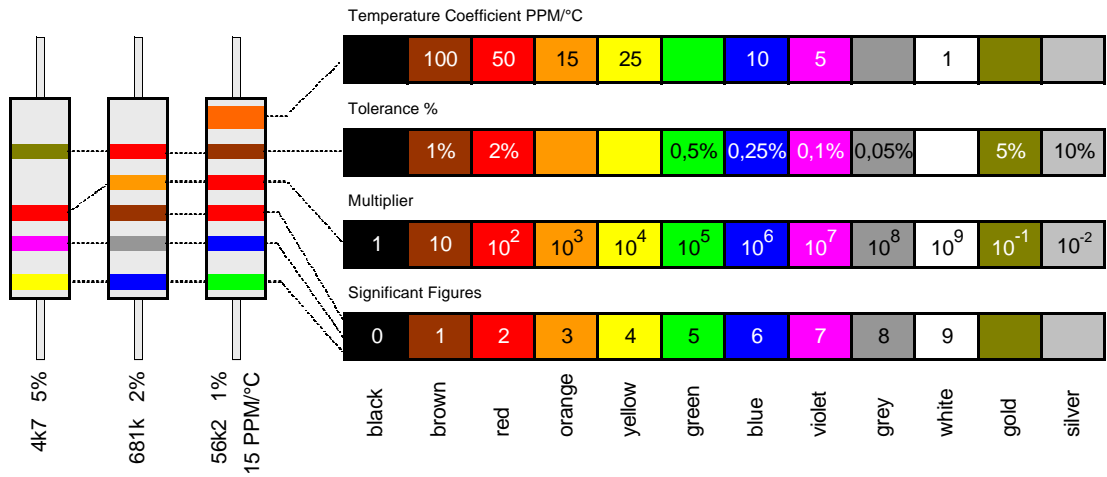 Temperature Coefficient PPM/°C
100 50 15 25 10 5 1
Tolerance %
1% 2% 0,5% 0,25% 0,1% 0,05% 5% 10%
Multiplier
1 10 10² 10³ 10⁴ 10⁵ 10⁶ 10⁷ 10⁸ 10⁹ 10⁻¹ 10⁻²
Significant Figures
0 1 2 3 4 5 6 7 8 9
black
brown
red
orange
yellow
green
blue
violet
grey
white
gold
silver
4k7 5%
681k 2%
56k2 1%
15 PPM/°C